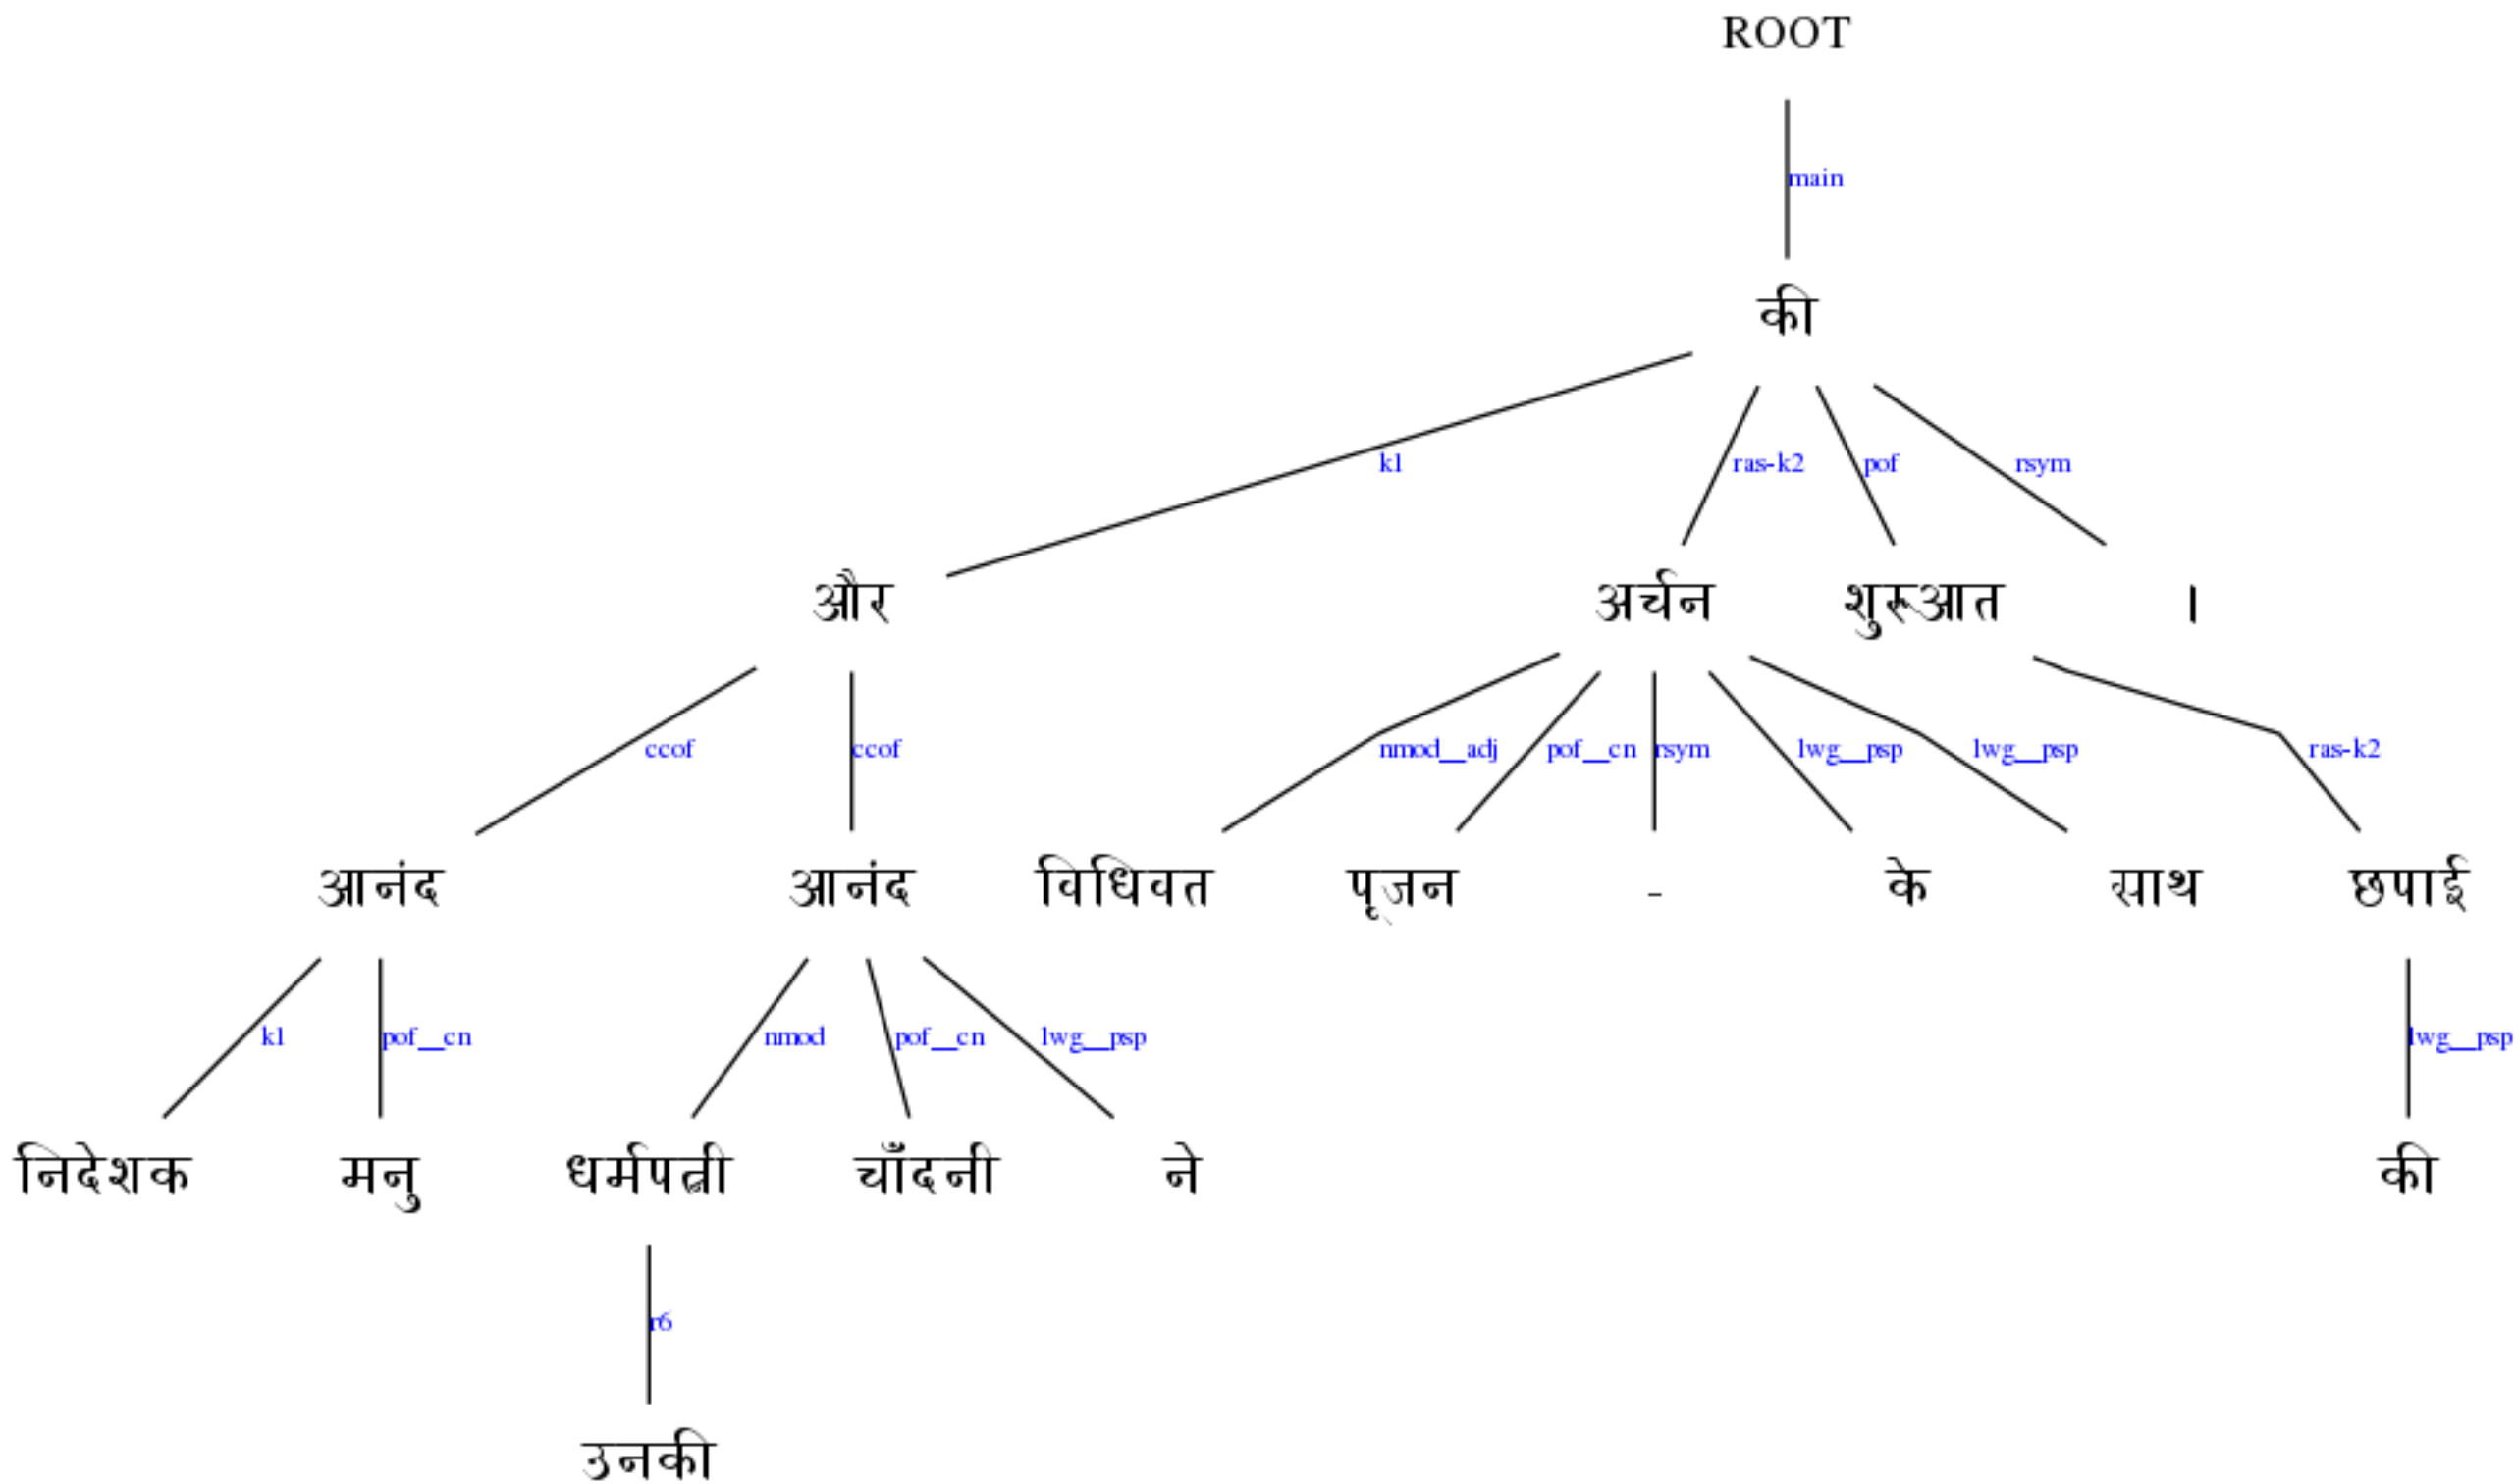 ROOT
main
की
k1 ras-k2 pof rsym
और अर्चन शुरूआत ।
ccof ccof nmod__adj pof__cn rsym lwg__psp lwg__psp ras-k2
आनंद आनंद विधिवत पूजन - के साथ छपाई
k1 pof__cn nmod pof__cn lwg__psp lwg__psp
निदेशक मनु धर्मपत्नी चाँदनी ने की
r6
उनकी